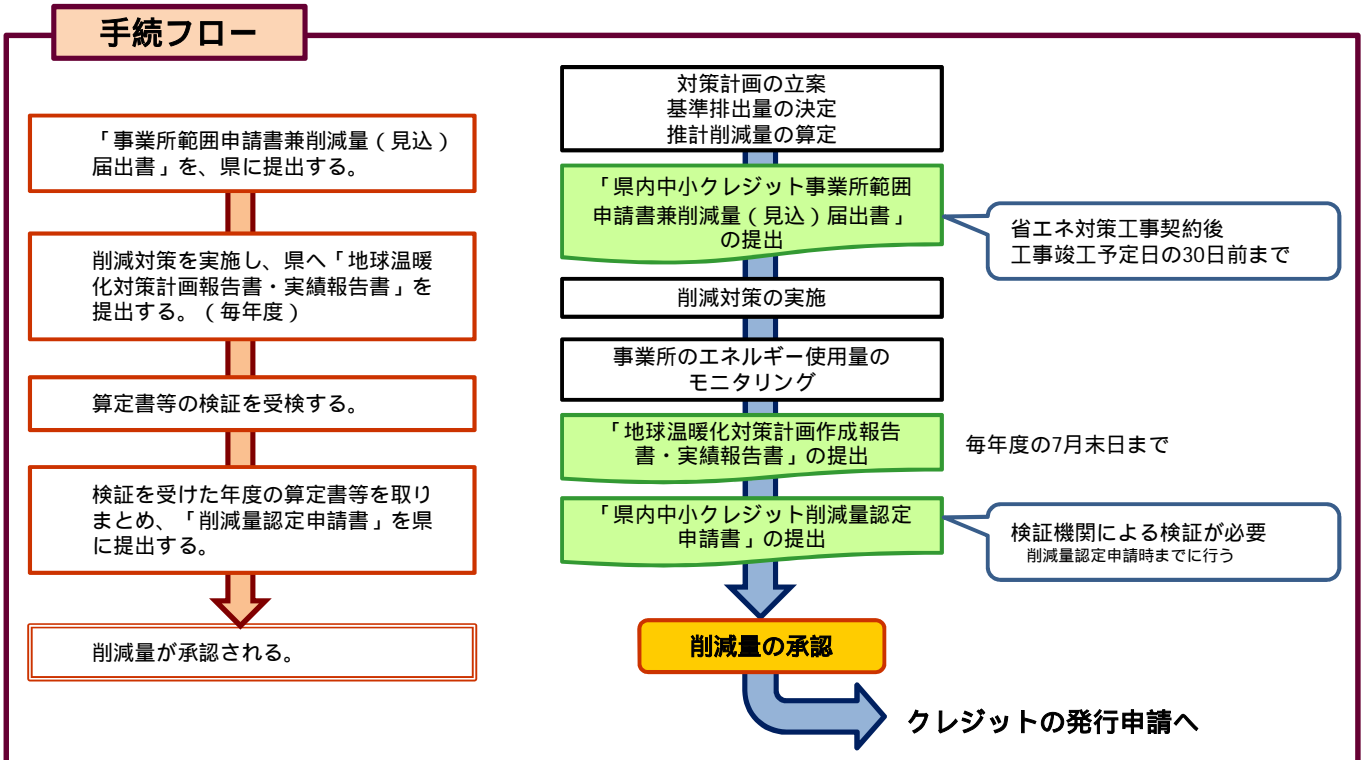 手続フロー
「事業所範囲申請書兼削減量(見込)
届出書」を、県に提出する。
削減対策を実施し、県へ「地球温暖
化対策計画報告書・実績報告書」を
提出する。(毎年度)
算定書等の検証を受検する。
検証を受けた年度の算定書等を取り
まとめ、「削減量認定申請書」を県
に提出する。
削減量が承認される。
対策計画の立案
基準排出量の決定
推計削減量の算定
「県内中小クレジット事業所範囲
申請書兼削減量(見込)届出書」
の提出
省エネ対策工事契約後
工事竣工予定日の30日前まで
削減対策の実施
事業所のエネルギー使用量の
モニタリング
「地球温暖化対策計画作成報告
書・実績報告書」の提出
毎年度の7月末日まで
「県内中小クレジット削減量認定
申請書」の提出
検証機関による検証が必要
削減量認定申請時までに行う
削減量の承認
クレジットの発行申請へ